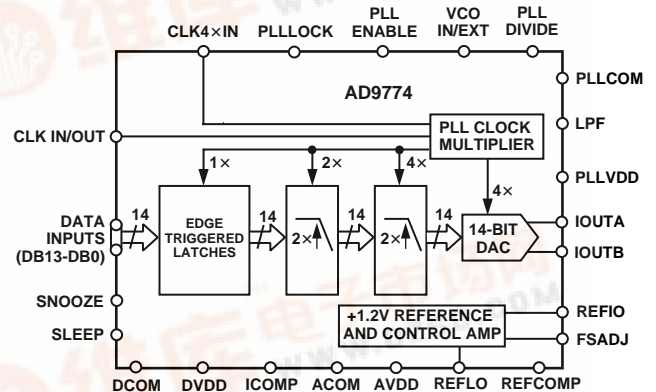 CLK4×IN
PLLLOCK
PLL
ENABLE
VCO
IN/EXT
PLL
DIVIDE
AD9774
PLLCOM
CLK IN/OUT
PLL CLOCK
MULTIPLIER
LPF
1×
2×
4×
PLLVDD
4×
DATA
INPUTS
(DB13-DB0)
14
EDGE
TRIGGERED
LATCHES
14
2×
14
2×
14
14-BIT
DAC
IOUTA
IOUTB
SNOOZE
SLEEP
+1.2V REFERENCE
AND CONTROL AMP
REFIO
FSADJ
DCOM
DVDD
ICOMP
ACOM
AVDD
REFLO
REFCOMP